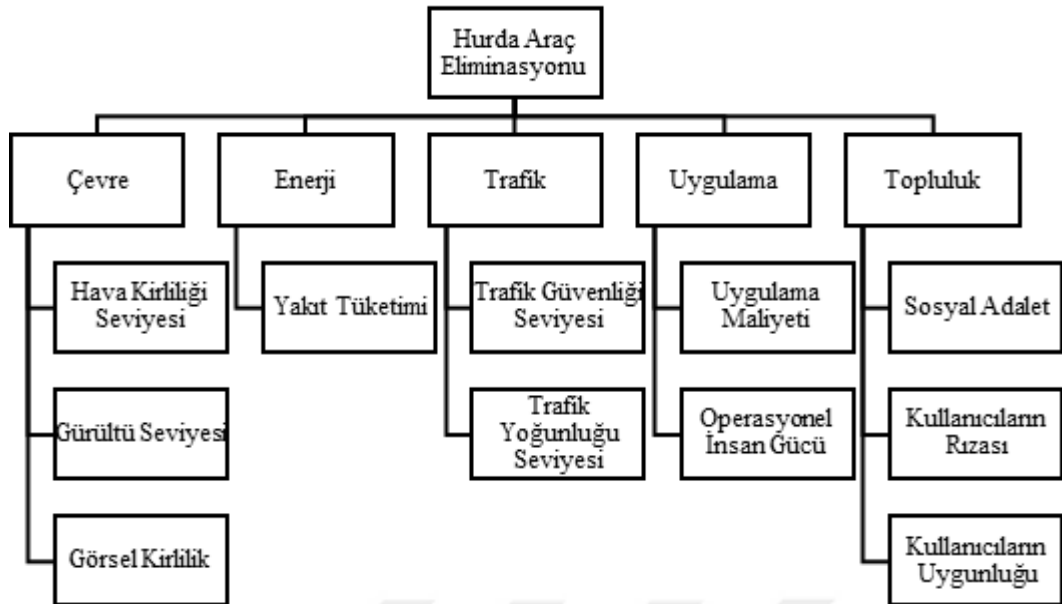 Hurda Araç
Eliminasyonu
Çevre
Enerji
Trafik
Uygulama
Topluluk
Hava Kirliliği
Seviyesi
Yakıt Tüketimi
Trafik Güvenliği
Seviyesi
Uygulama
Maliyeti
Sosyal Adalet
Gürültü Seviyesi
Trafik
Yoğunluğu
Seviyesi
Operasyonel
İnsan Gücü
Kullanıcıların
Rızası
Görsel Kirlilik
Kullanıcıların
Uygunluğu